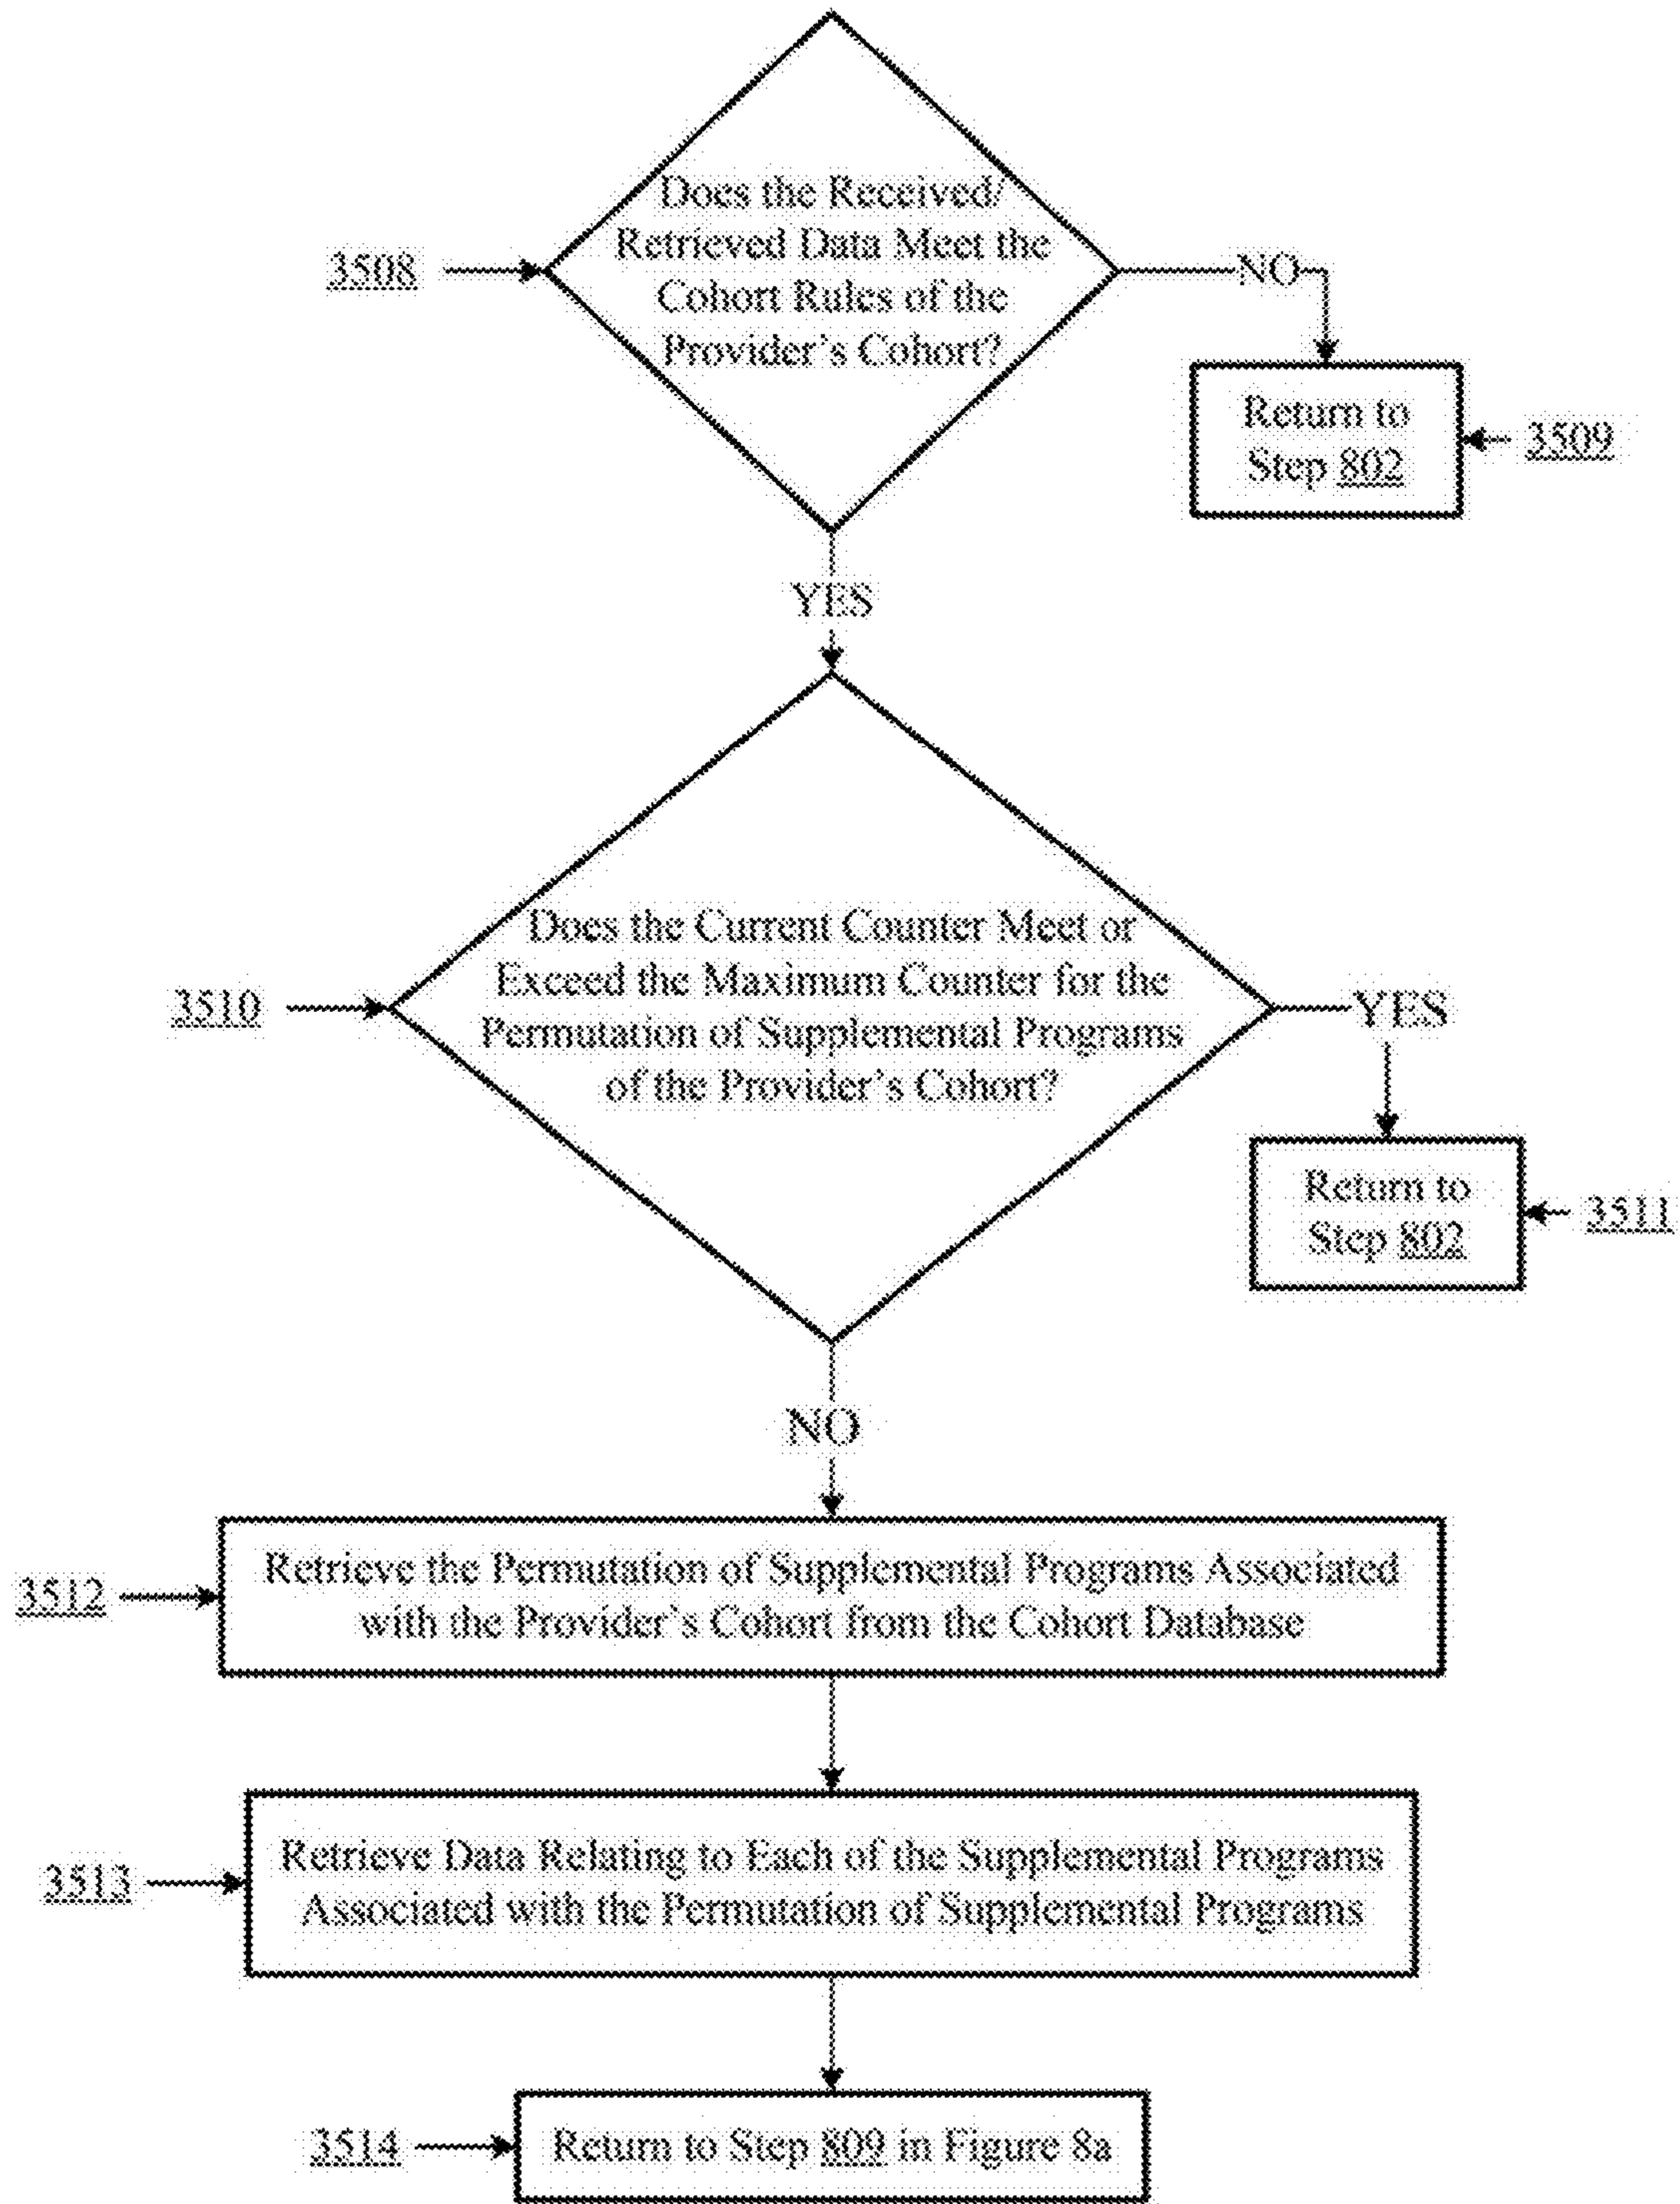 Does the Received/
Retrieved Data Meet the
Cohort Rules of the
Provider's Cohort?
3508
NO
Return to
Step 802
3509
YES
Does the Current Counter Meet or
Exceed the Maximum Counter for the
Permutation of Supplemental Programs
of the Provider's Cohort?
3510
YES
Return to
Step 802
3511
NO
Retrieve the Permutation of Supplemental Programs Associated
with the Provider's Cohort from the Cohort Database
3512
Retrieve Data Relating to Each of the Supplemental Programs
Associated with the Permutation of Supplemental Programs
3513
3514
Return to Step 809 in Figure 8a